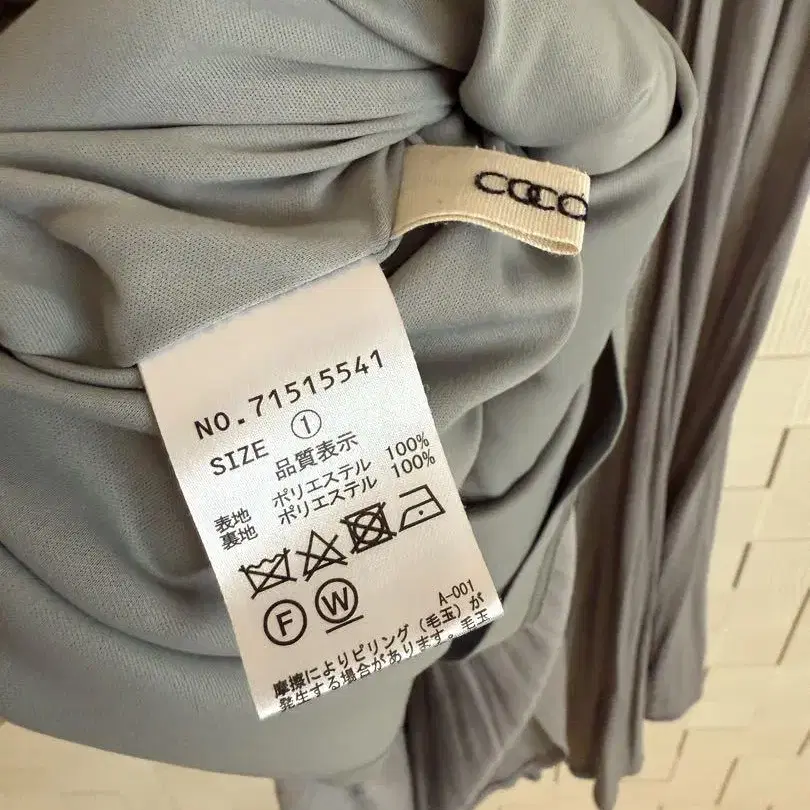 COCO
NO.71515541
SIZE ①
品質表示
表地 ポリエステル 100%
裏地 ポリエステル 100%
F W
A-001
摩擦によりピリング(毛玉)が
発生する場合があります。毛玉